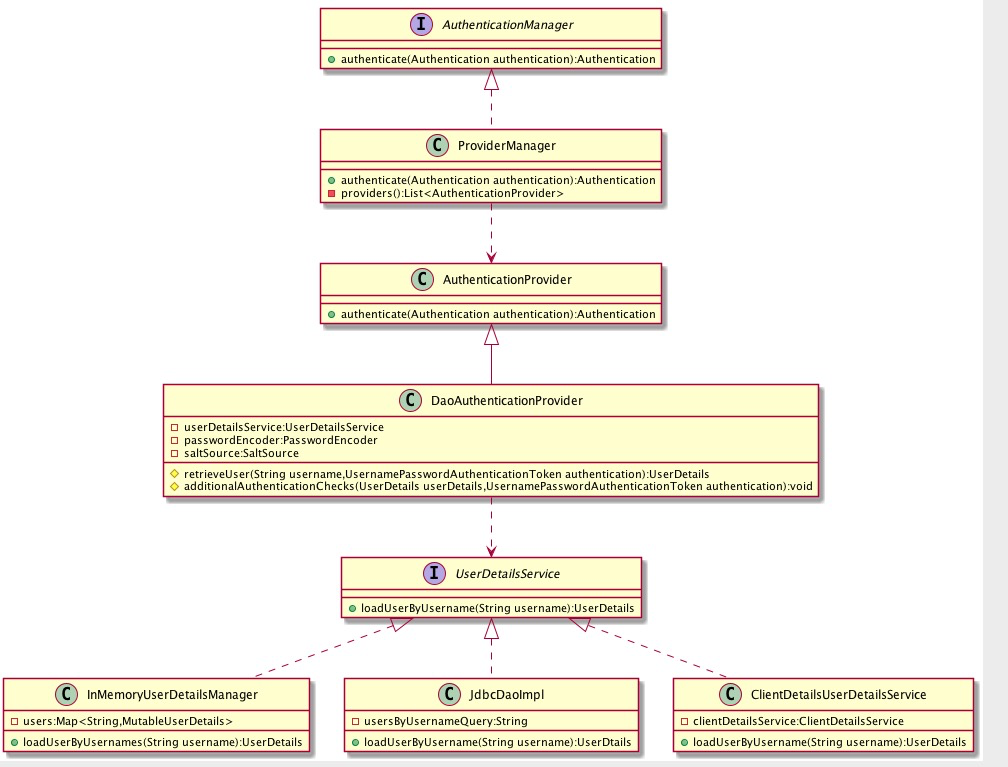 I AuthenticationManager
authenticate(Authentication authentication):Authentication
C ProviderManager
authenticate(Authentication authentication):Authentication
providers():List<AuthenticationProvider>
C AuthenticationProvider
authenticate(Authentication authentication):Authentication
C DaoAuthenticationProvider
userDetailsService:UserDetailsService
passwordEncoder:PasswordEncoder
saltSource:SaltSource
retrieveUser(String username,UsernamePasswordAuthenticationToken authentication):UserDetails
additionalAuthenticationChecks(UserDetails userDetails,UsernamePasswordAuthenticationToken authentication):void
I UserDetailsService
loadUserByUsername(String username):UserDetails
C InMemoryUserDetailsManager
users:Map<String,MutableUserDetails>
loadUserByUsernames(String username):UserDetails
C JdbcDaoImpl
usersByUsernameQuery:String
loadUserByUsername(String username):UserDtails
C ClientDetailsUserDetailsService
clientDetailsService:ClientDetailsService
loadUserByUsername(String username):UserDetails